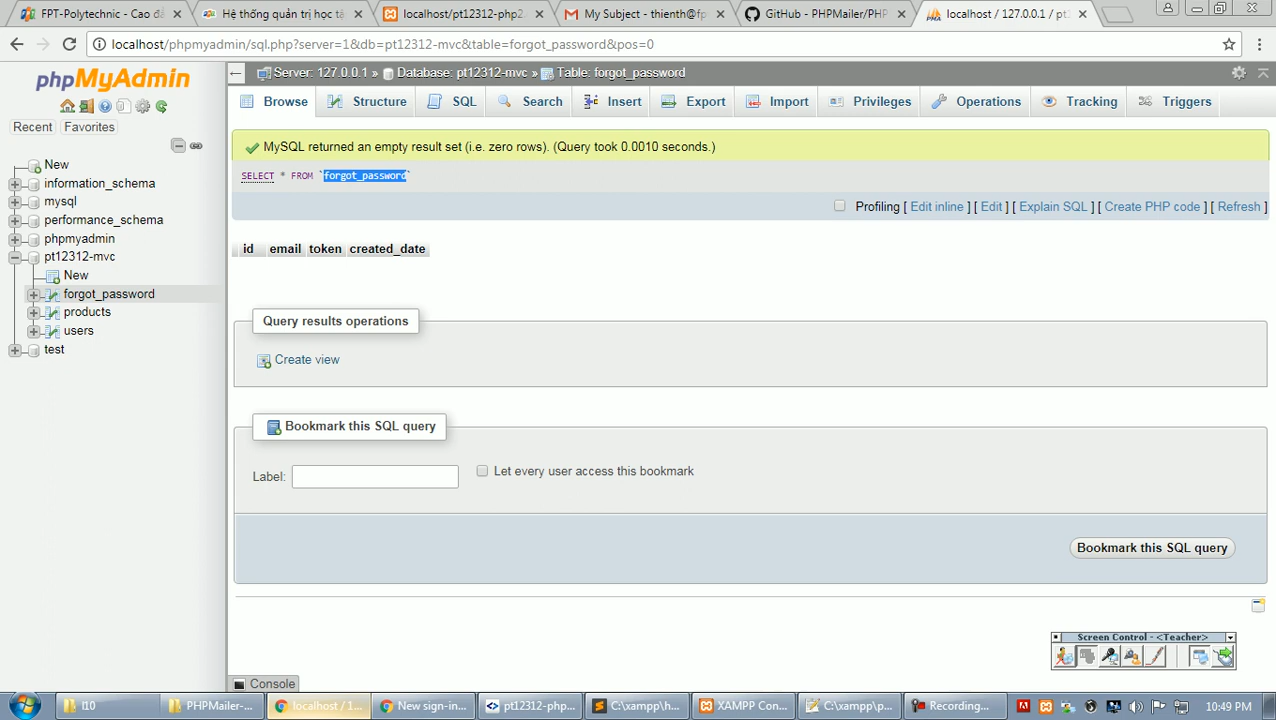 FPT-Polytechnic - Cao đẳ
Hệ thống quản trị học tậ
localhost/pt12312-php2
My Subject - thienth@fp
GitHub - PHPMailer/PHP
localhost / 127.0.0.1 / pt
localhost/phpmyadmin/sql.php?server=1&db=pt12312-mvc&table=forgot_password&pos=0
phpMyAdmin
Recent
Favorites
New
information_schema
mysql
performance_schema
phpmyadmin
pt12312-mvc
New
forgot_password
products
users
test
Server: 127.0.0.1 » Database: pt12312-mvc » Table: forgot_password
Browse Structure SQL Search Insert Export Import Privileges Operations Tracking Triggers
MySQL returned an empty result set (i.e. zero rows). (Query took 0.0010 seconds.)
SELECT * FROM `forgot_password`
Profiling [ Edit inline ] [ Edit ] [ Explain SQL ] [ Create PHP code ] [ Refresh ]
id email token created_date
Query results operations
Create view
Bookmark this SQL query
Label:
Let every user access this bookmark
Bookmark this SQL query
Screen Control - <Teacher>
Console
l10
PHPMailer-...
localhost / 1...
New sign-in...
pt12312-php...
C:\xampp\h...
XAMPP Con...
C:\xampp\p...
Recording...
10:49 PM